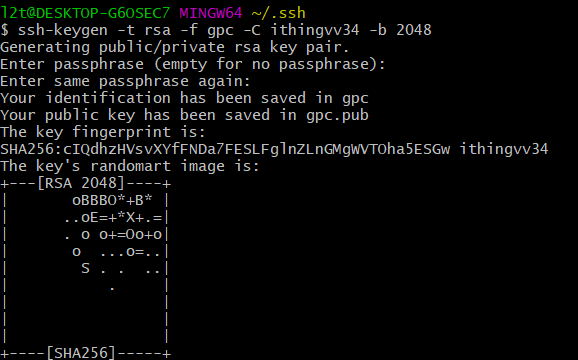 l2t@DESKTOP-G6OSEC7 MINGW64 ~/.ssh
$ ssh-keygen -t rsa -f gpc -C ithingvv34 -b 2048
Generating public/private rsa key pair.
Enter passphrase (empty for no passphrase):
Enter same passphrase again:
Your identification has been saved in gpc
Your public key has been saved in gpc.pub
The key fingerprint is:
SHA256:cIQdhzHVsvXYfFNDa7FESLFglnZLnGMgWVTOha5ESGw ithingvv34
The key's randomart image is:
+---[RSA 2048]----+
|       oBBBO*+B* |
|      ..oE=+*X+.=|
|      . o o+=Oo+o|
|       o  ...o=..|
|        S . .  ..|
|           .     |
|                 |
|                 |
|                 |
+----[SHA256]-----+